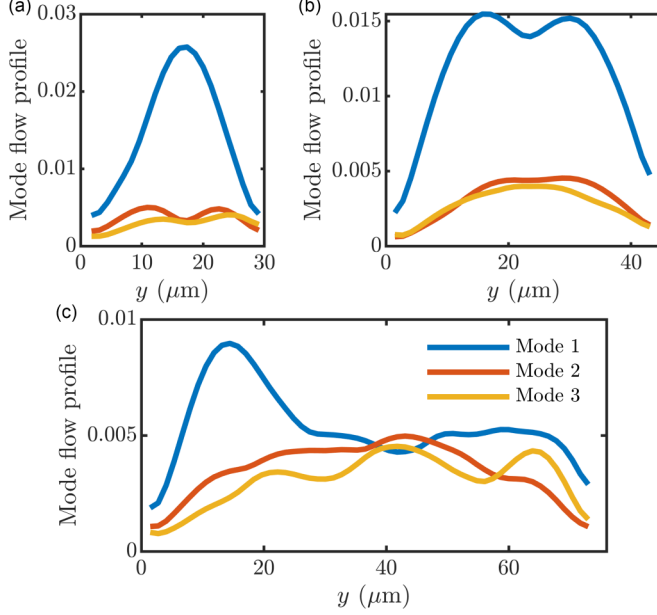 (a)
0.03
0.02
0.01
0
Mode flow profile
0 10 20 30
y (μm)
(b)
0.015
0.01
0.005
0
Mode flow profile
0 20 40
y (μm)
(c)
0.01
0.005
0
Mode flow profile
0 20 40 60
y (μm)
Mode 1
Mode 2
Mode 3